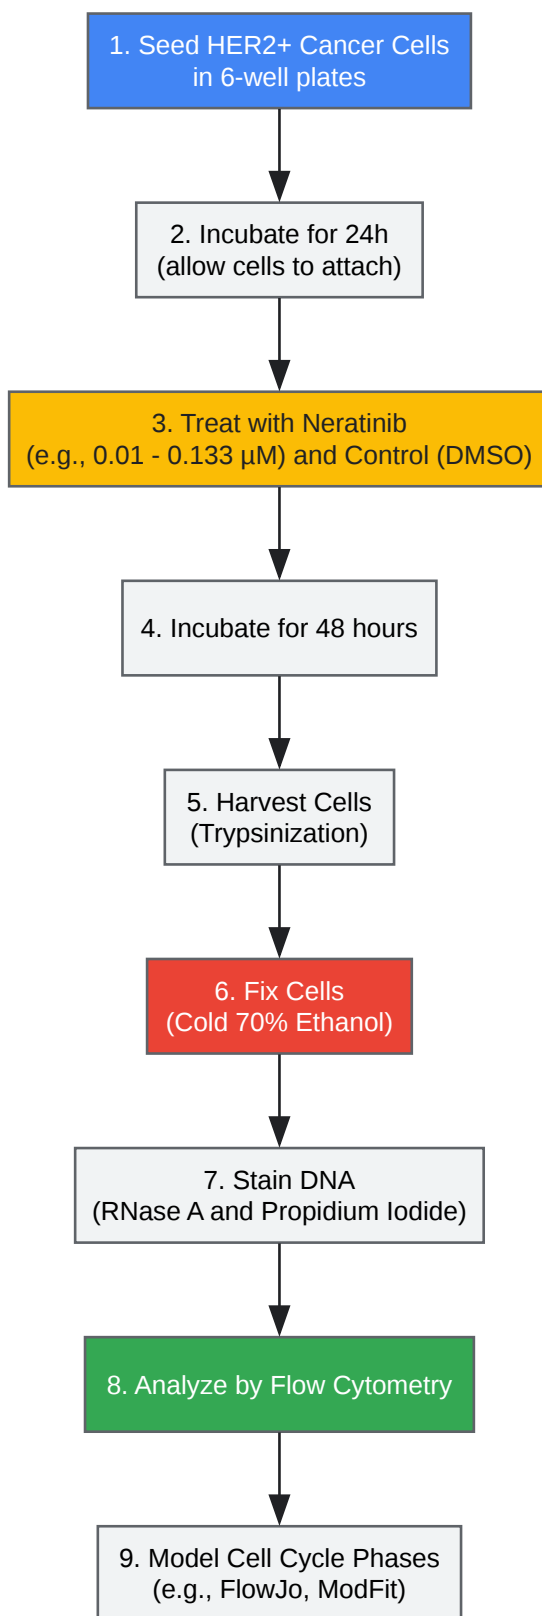 1. Seed HER2+ Cancer Cells
in 6-well plates
2. Incubate for 24h
(allow cells to attach)
3. Treat with Neratinib
(e.g., 0.01 - 0.133 µM) and Control (DMSO)
4. Incubate for 48 hours
5. Harvest Cells
(Trypsinization)
6. Fix Cells
(Cold 70% Ethanol)
7. Stain DNA
(RNase A and Propidium Iodide)
8. Analyze by Flow Cytometry
9. Model Cell Cycle Phases
(e.g., FlowJo, ModFit)